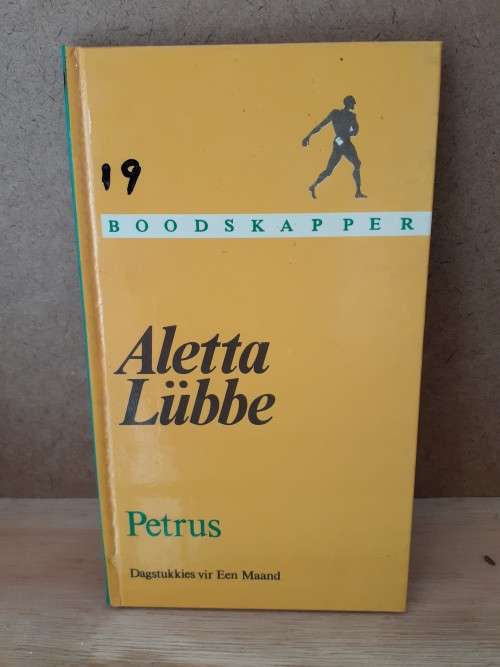 19
BOODSKAPPER
Aletta
Lübbe
Petrus
Dagstukkies vir Een Maand